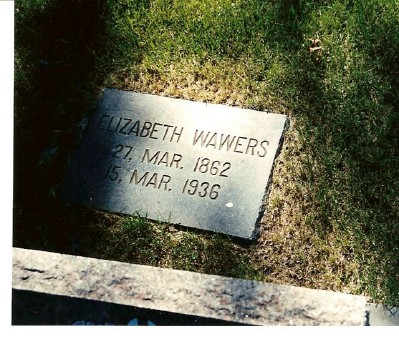 ELIZABETH WAWERS
27, MAR. 1862
15, MAR. 1936